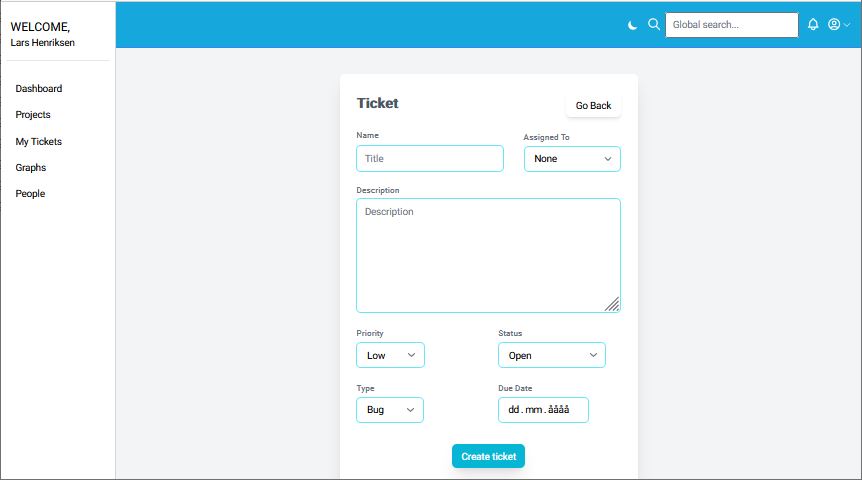 WELCOME,
Lars Henriksen
Dashboard
Projects
My Tickets
Graphs
People
Global search...
Ticket
Go Back
Name
Assigned To
Title
None
Description
Description
Priority
Status
Low
Open
Type
Due Date
Bug
dd.mm.åååå
Create ticket